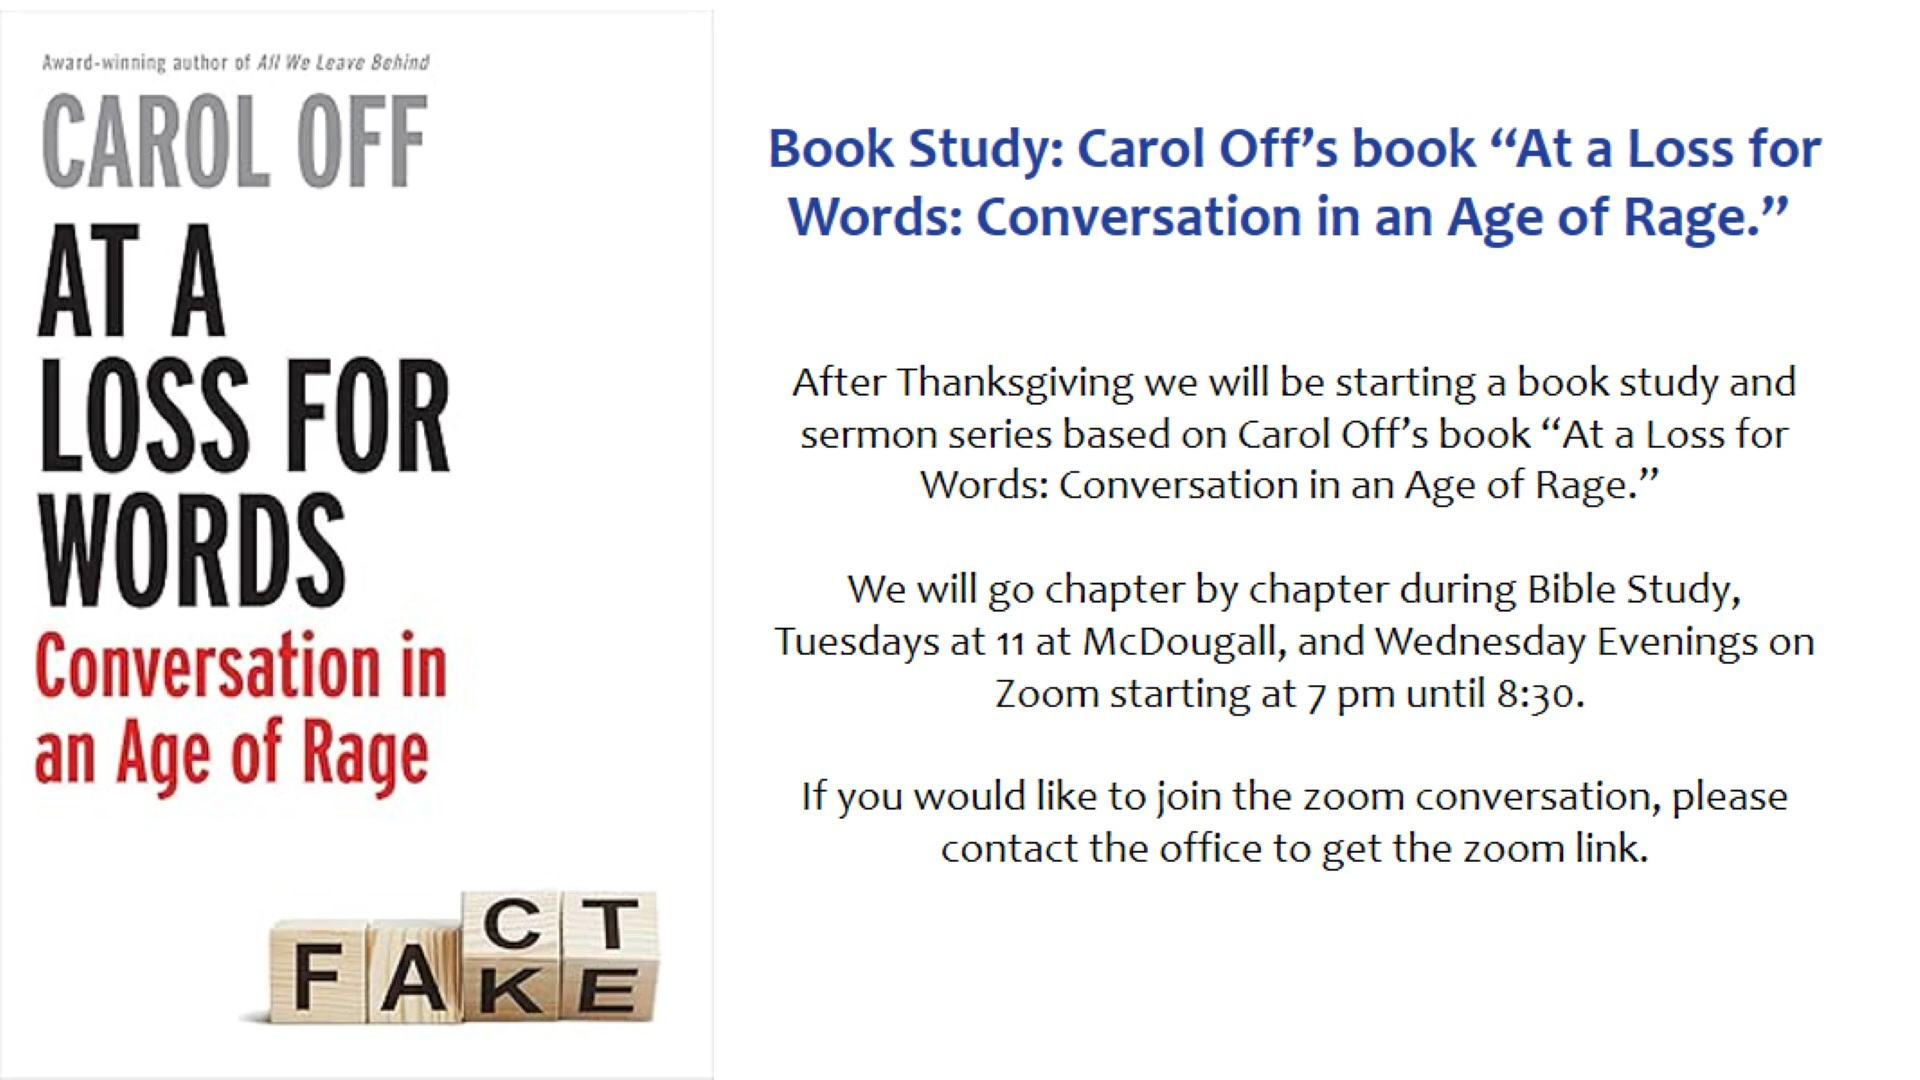 Award-winning author of All We Leave Behind
CAROL OFF
AT A
LOSS FOR
WORDS
Conversation in
an Age of Rage
C T
F A K E
Book Study: Carol Off’s book “At a Loss for
Words: Conversation in an Age of Rage.”
After Thanksgiving we will be starting a book study and
sermon series based on Carol Off’s book “At a Loss for
Words: Conversation in an Age of Rage.”
We will go chapter by chapter during Bible Study,
Tuesdays at 11 at McDougall, and Wednesday Evenings on
Zoom starting at 7 pm until 8:30.
If you would like to join the zoom conversation, please
contact the office to get the zoom link.